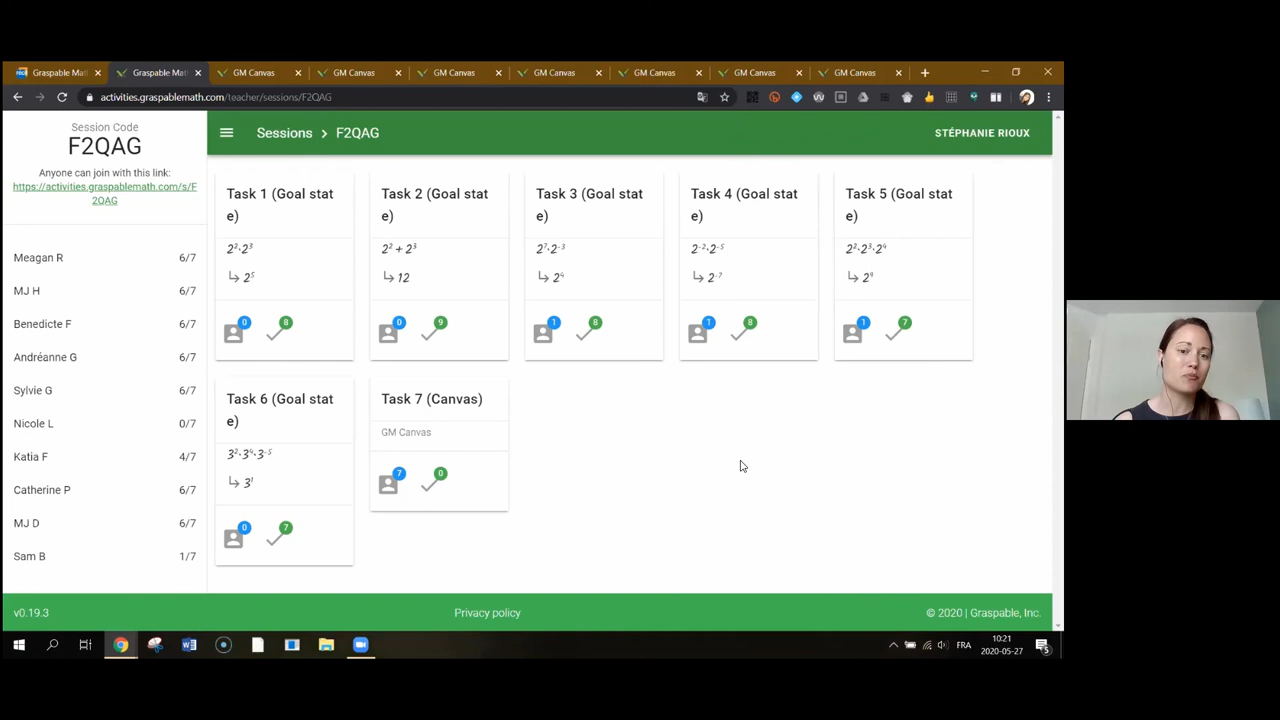 Graspable Mat
Graspable Mat
GM Canvas
GM Canvas
GM Canvas
GM Canvas
GM Canvas
GM Canvas
GM Canvas
activities.graspablemath.com/teacher/sessions/F2QAG
Session Code
F2QAG
Anyone can join with this link:
https://activities.graspablemath.com/s/F
2QAG
Meagan R 6/7
MJ H 6/7
Benedicte F 6/7
Andréanne G 6/7
Sylvie G 6/7
Nicole L 0/7
Katia F 4/7
Catherine P 6/7
MJ D 6/7
Sam B 1/7
Sessions > F2QAG
STÉPHANIE RIOUX
Task 1 (Goal stat
e)
2²·2³
↳ 2⁵
0 8
Task 2 (Goal stat
e)
2² + 2³
↳ 12
0 9
Task 3 (Goal stat
e)
2⁷·2⁻³
↳ 2⁴
1 8
Task 4 (Goal stat
e)
2⁻²·2⁻⁵
↳ 2⁻⁷
1 8
Task 5 (Goal stat
e)
2²·2³·2⁴
↳ 2⁹
1 7
Task 6 (Goal stat
e)
3²·3⁴·3⁻⁵
↳ 3¹
0 7
Task 7 (Canvas)
GM Canvas
7 0
v0.19.3
Privacy policy
© 2020 | Graspable, Inc.
FRA
10:21
2020-05-27
5